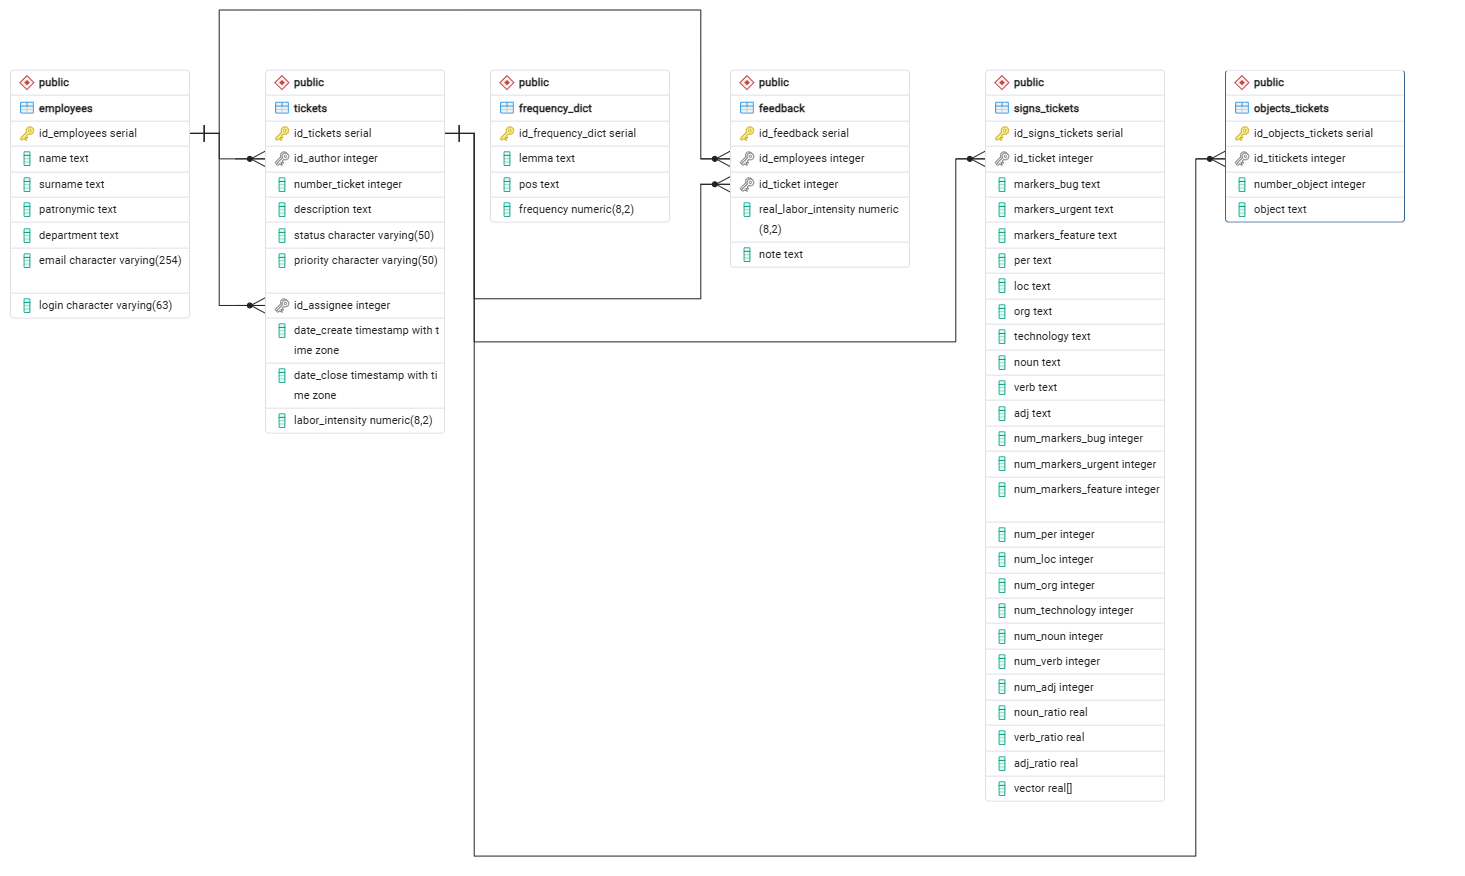 public
employees
id_employees serial
name text
surname text
patronymic text
department text
email character varying(254)
login character varying(63)
public
tickets
id_tickets serial
id_author integer
number_ticket integer
description text
status character varying(50)
priority character varying(50)
id_assignee integer
date_create timestamp with t
ime zone
date_close timestamp with ti
me zone
labor_intensity numeric(8,2)
public
frequency_dict
id_frequency_dict serial
lemma text
pos text
frequency numeric(8,2)
public
feedback
id_feedback serial
id_employees integer
id_ticket integer
real_labor_intensity numeric
(8,2)
note text
public
signs_tickets
id_signs_tickets serial
id_ticket integer
markers_bug text
markers_urgent text
markers_feature text
per text
loc text
org text
technology text
noun text
verb text
adj text
num_markers_bug integer
num_markers_urgent integer
num_markers_feature integer
num_per integer
num_loc integer
num_org integer
num_technology integer
num_noun integer
num_verb integer
num_adj integer
noun_ratio real
verb_ratio real
adj_ratio real
vector real[]
public
objects_tickets
id_objects_tickets serial
id_titickets integer
number_object integer
object text